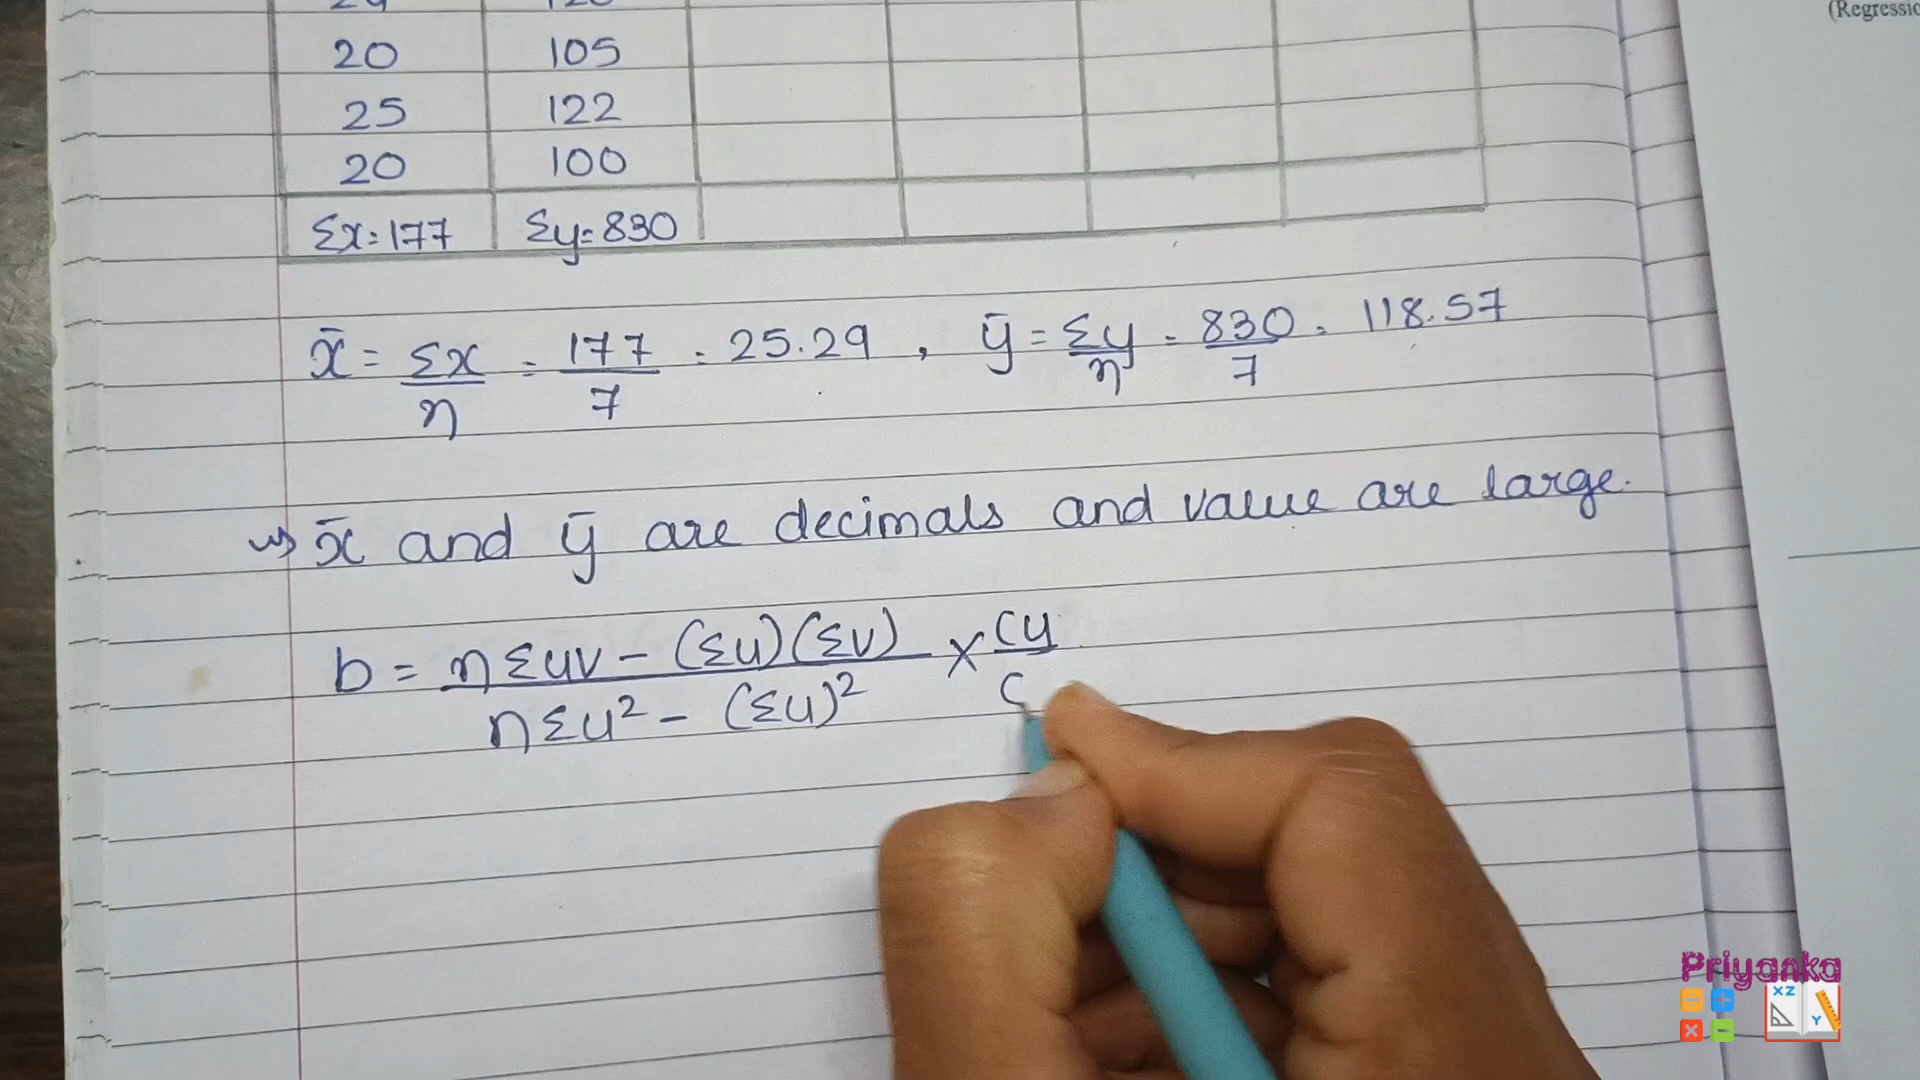 (Regressio
20 105
25 122
20 100
Σx=177 Σy=830
x̄ = Σx/n = 177/7 = 25.29 , ȳ = Σy/n = 830/7 = 118.57
x̄ and ȳ are decimals and value are large.
b = nΣuv - (Σu)(Σv) / nΣu² - (Σu)² × Cy/C
Priyanka
XZ
Y